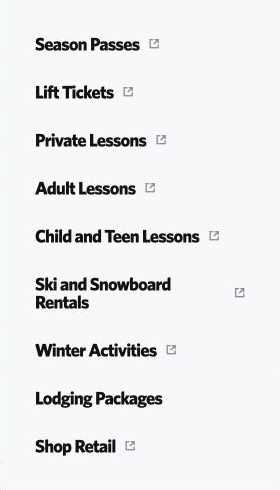 Season Passes
Lift Tickets
Private Lessons
Adult Lessons
Child and Teen Lessons
Ski and Snowboard
Rentals
Winter Activities
Lodging Packages
Shop Retail